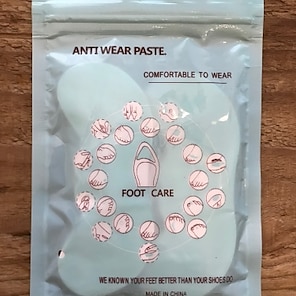 ANTI WEAR PASTE.
COMFORTABLE TO WEAR
FOOT CARE
WE KNOWN YOUR FEET BETTER THAN YOUR SHOES DO
MADE IN CHINA